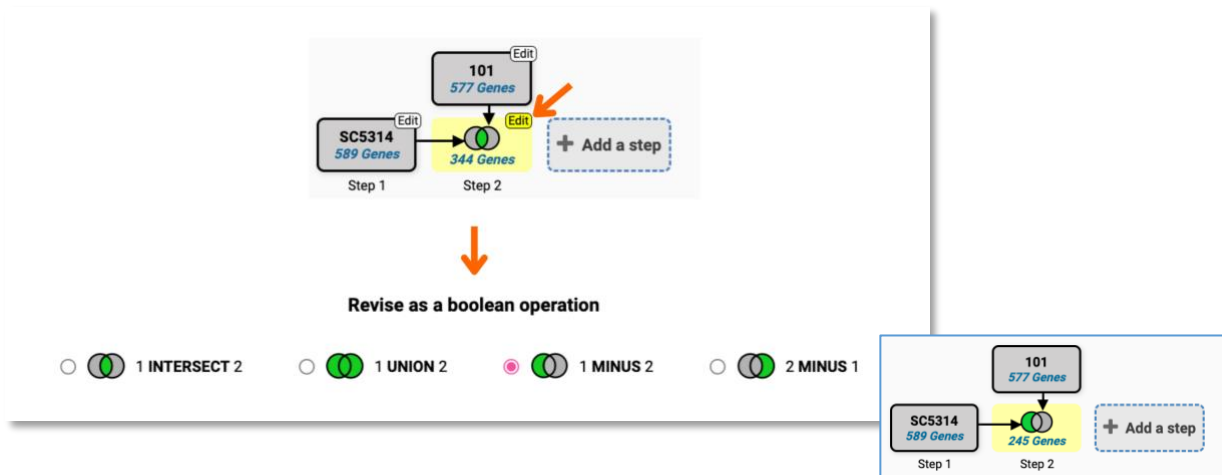 Edit
101
577 Genes
Edit
Edit
SC5314
589 Genes
344 Genes
+ Add a step
Step 1
Step 2
Revise as a boolean operation
1 INTERSECT 2
1 UNION 2
1 MINUS 2
2 MINUS 1
101
577 Genes
SC5314
589 Genes
245 Genes
+ Add a step
Step 1
Step 2